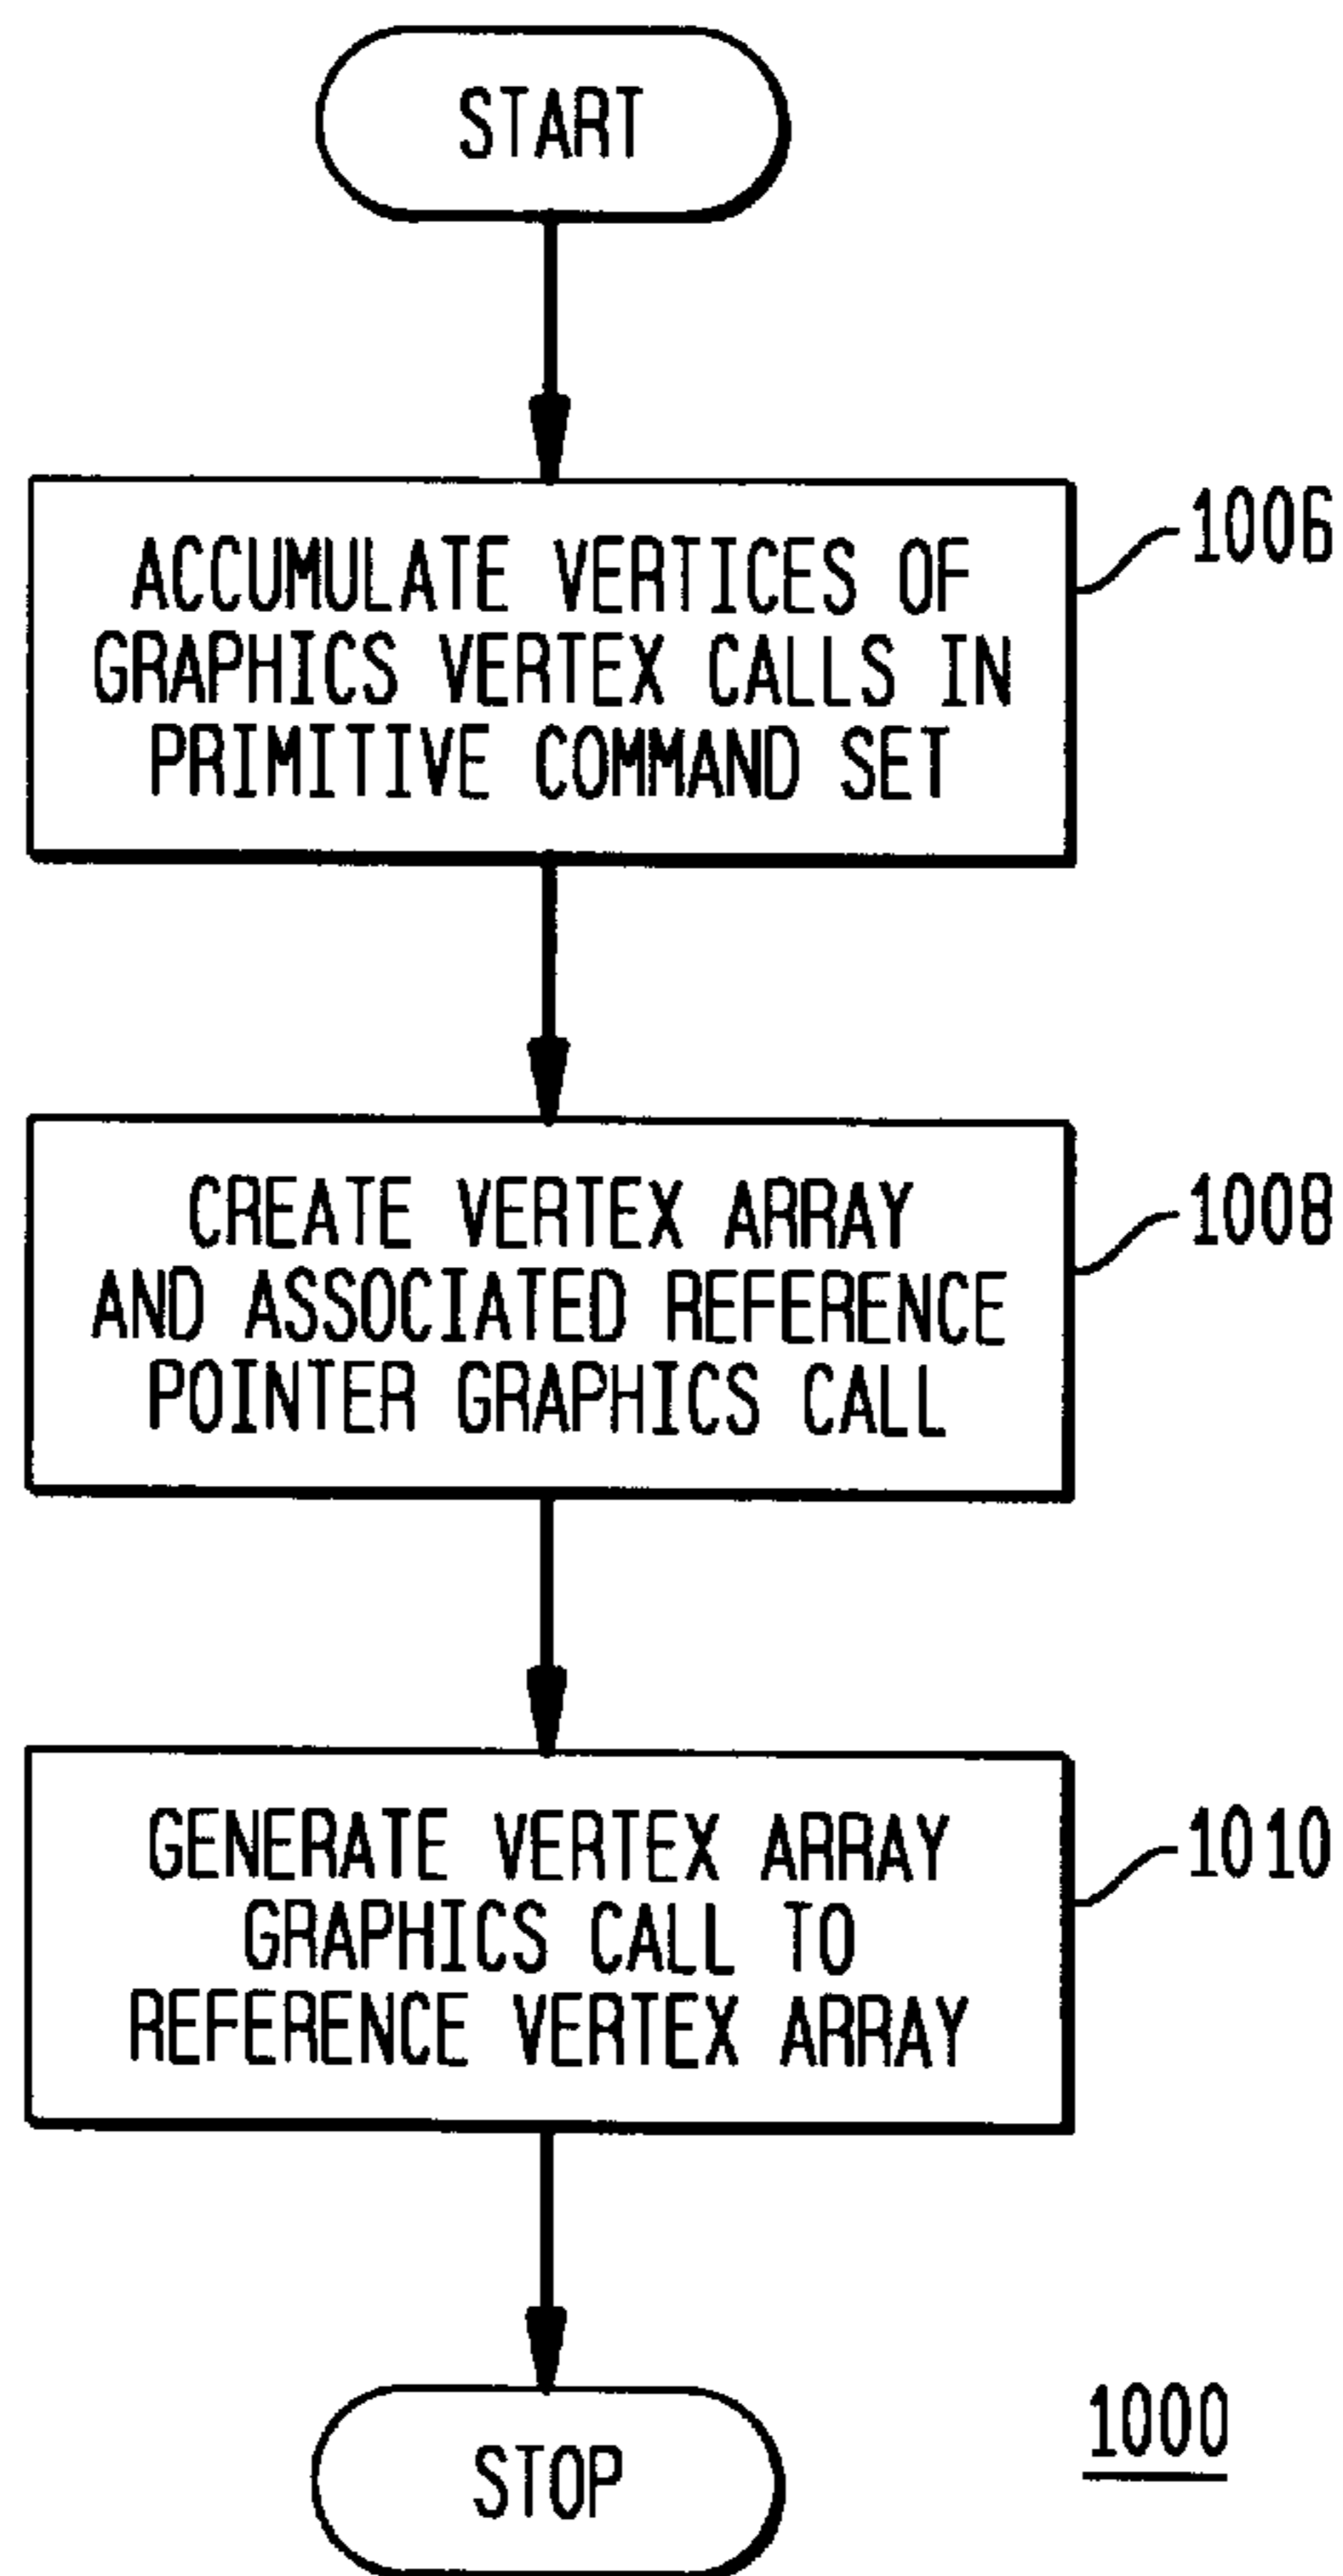 START
ACCUMULATE VERTICES OF
GRAPHICS VERTEX CALLS IN
PRIMITIVE COMMAND SET
1006
CREATE VERTEX ARRAY
AND ASSOCIATED REFERENCE
POINTER GRAPHICS CALL
1008
GENERATE VERTEX ARRAY
GRAPHICS CALL TO
REFERENCE VERTEX ARRAY
1010
STOP
1000